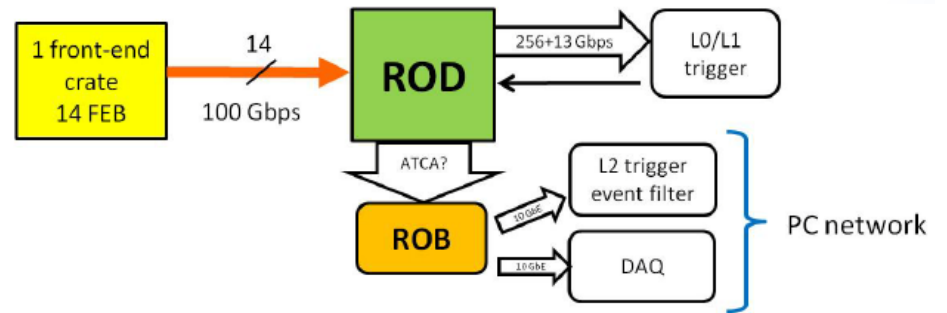 1 front-end
crate
14 FEB
14
100 Gbps
ROD
256+13 Gbps
L0/L1
trigger
ATCA?
ROB
10 GbE
10 GbE
L2 trigger
event filter
DAQ
PC network